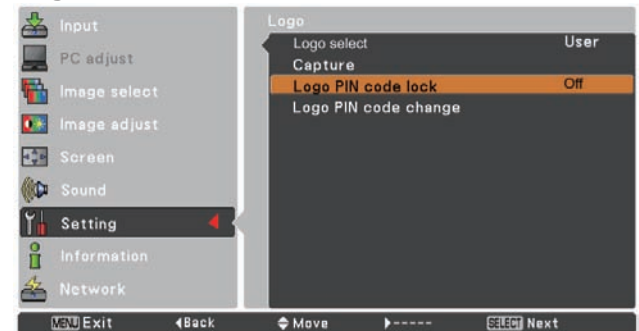 Input
PC adjust
Image select
Image adjust
Screen
Sound
Setting
Information
Network
Logo
Logo select User
Capture
Logo PIN code lock Off
Logo PIN code change
MENU Exit ◀Back Move ▶----- SELECT Next